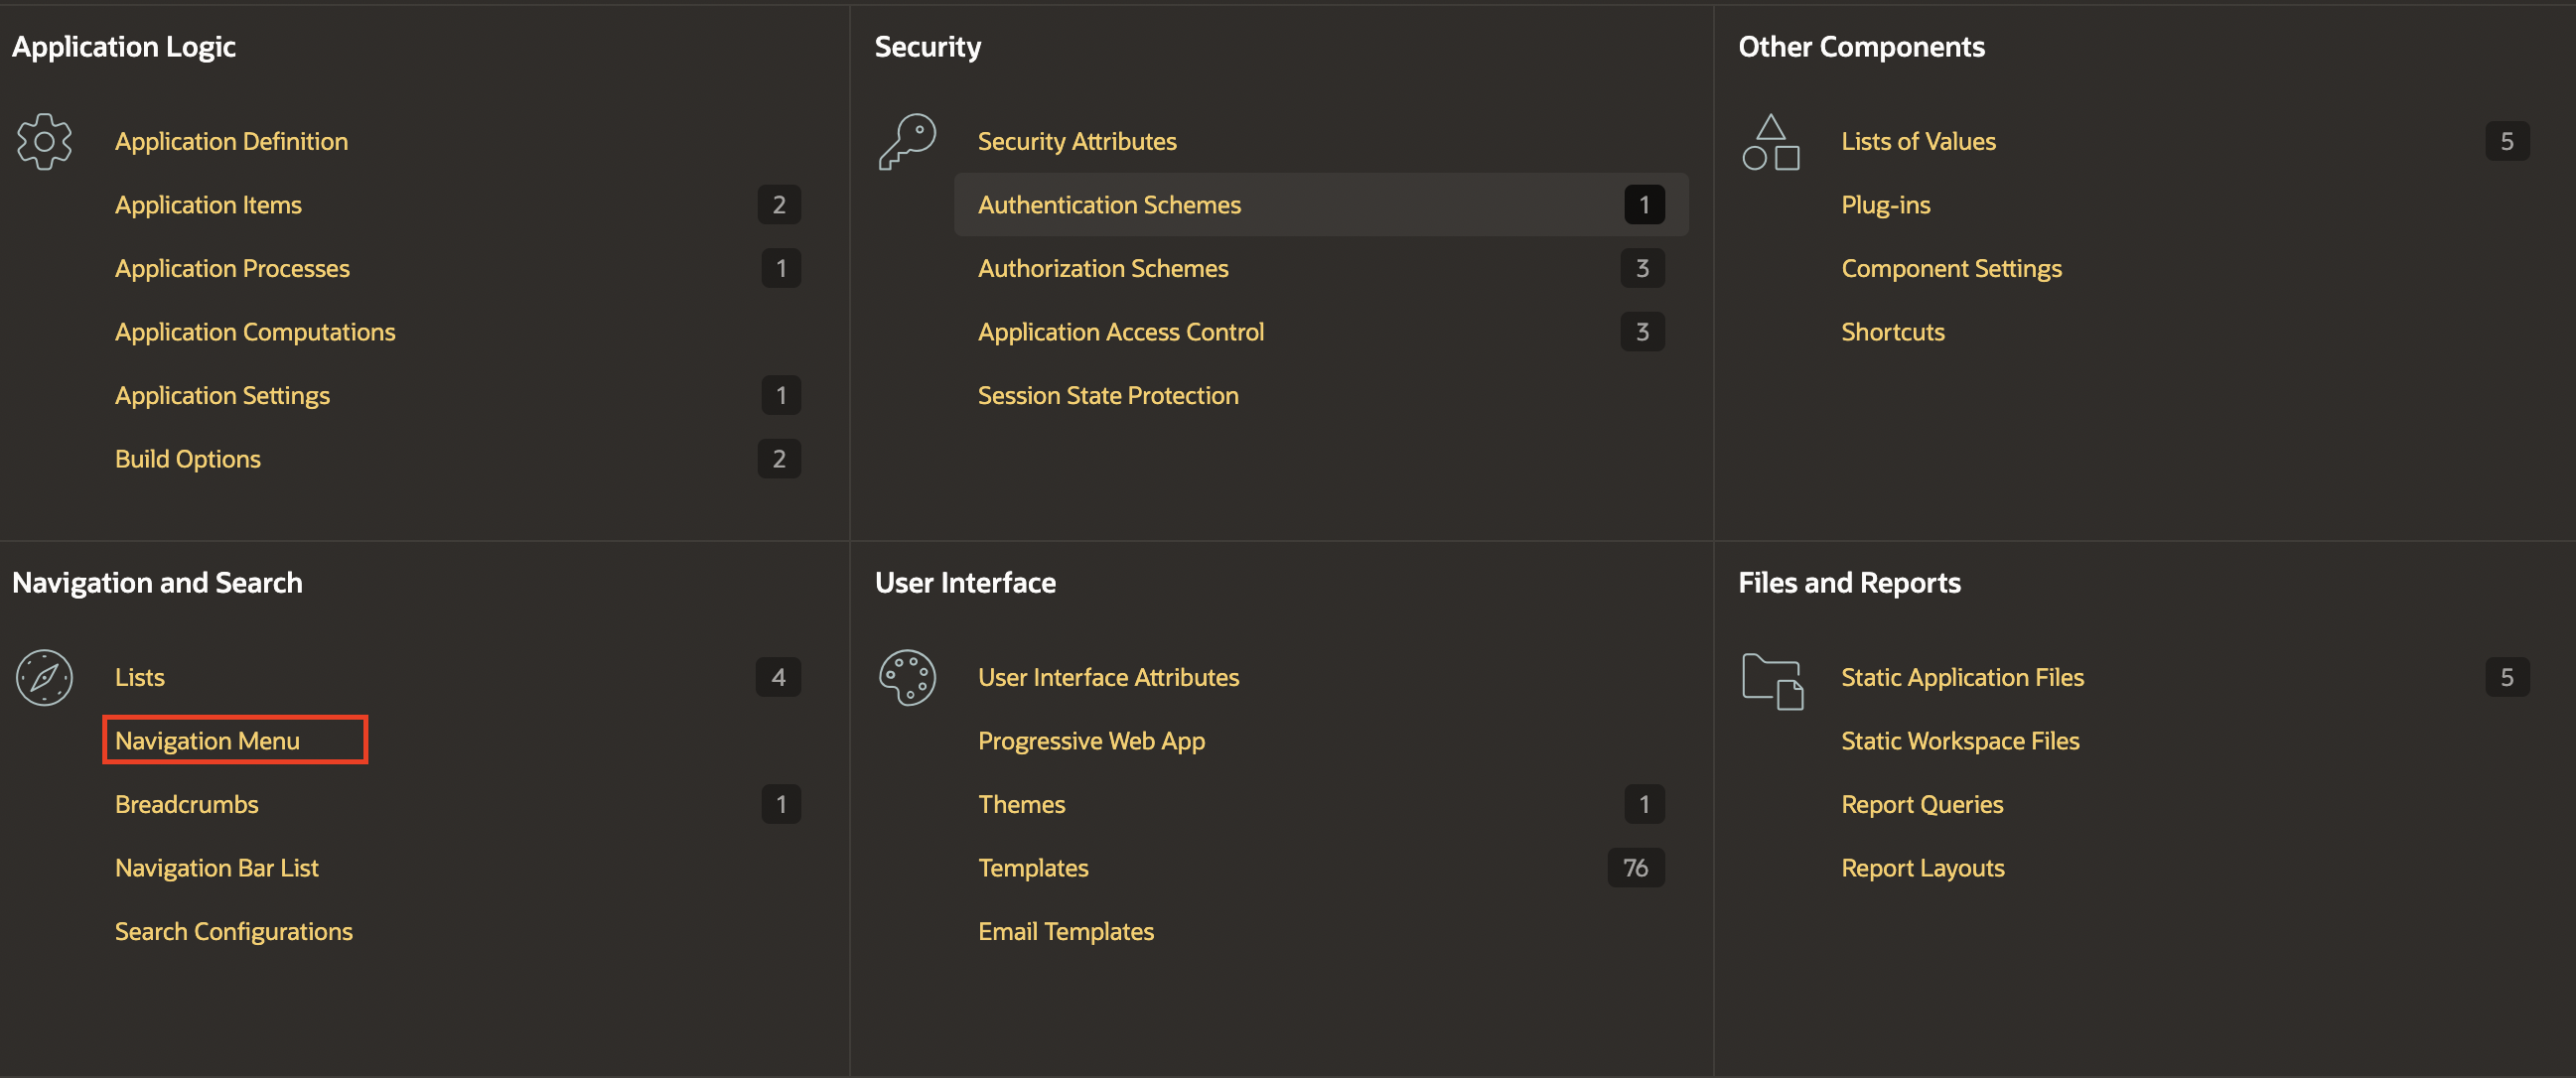 Application Logic
Application Definition
Application Items 2
Application Processes 1
Application Computations
Application Settings 1
Build Options 2
Security
Security Attributes
Authentication Schemes 1
Authorization Schemes 3
Application Access Control 3
Session State Protection
Other Components
Lists of Values 5
Plug-ins
Component Settings
Shortcuts
Navigation and Search
Lists 4
Navigation Menu
Breadcrumbs 1
Navigation Bar List
Search Configurations
User Interface
User Interface Attributes
Progressive Web App
Themes 1
Templates 76
Email Templates
Files and Reports
Static Application Files 5
Static Workspace Files
Report Queries
Report Layouts